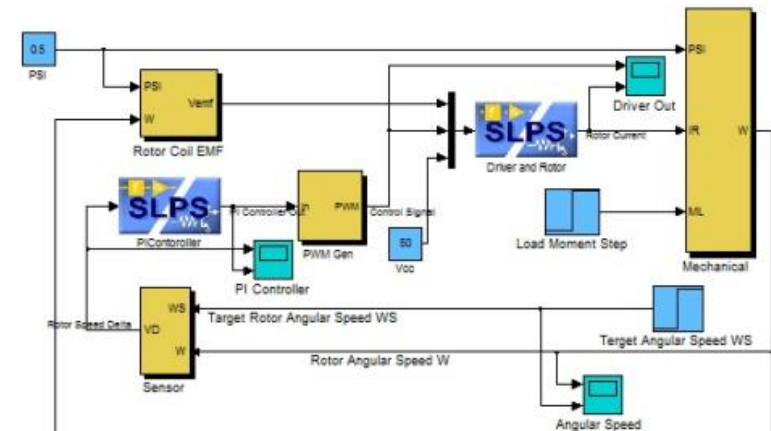 0.5
PSI
PSI
W
Vemf
Rotor Coil EMF
PSI
IR
ML
W
Mechanical
Driver Out
SLPS
Driver and Rotor
Rotor Current
SLPS
PIContoroller
PI Controller Out
In
PWM
PWM Gen
Control Signal
50
Vcc
Load Moment Step
PI Controller
Rotor Speed Delta
WS
VD
W
Sensor
Target Rotor Angular Speed WS
Terget Angular Speed WS
Rotor Angular Speed W
Angular Speed